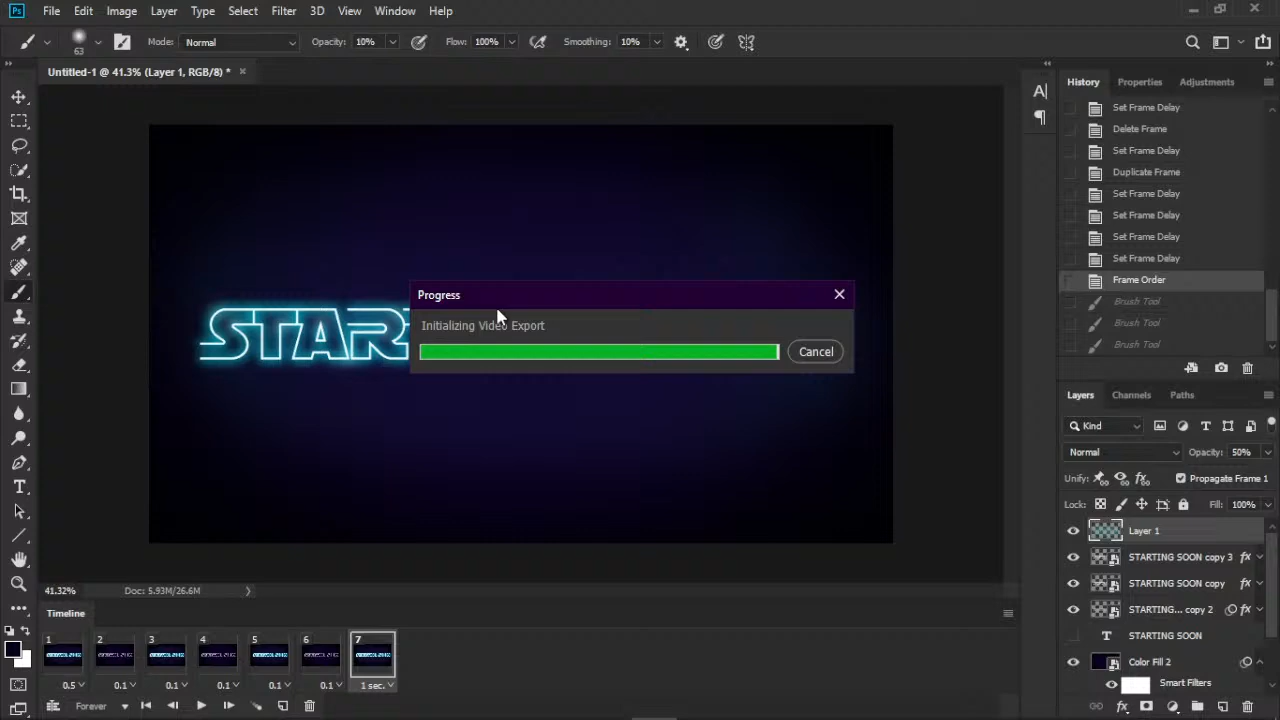 Ps File Edit Image Layer Type Select Filter 3D View Window Help
63 Mode: Normal Opacity: 10% Flow: 100% Smoothing: 10%
Untitled-1 @ 41.3% (Layer 1, RGB/8) *
History Properties Adjustments
Set Frame Delay
Delete Frame
Set Frame Delay
Duplicate Frame
Set Frame Delay
Set Frame Delay
Set Frame Delay
Set Frame Delay
Frame Order
Brush Tool
Brush Tool
Brush Tool
START
Progress
Initializing Video Export
Cancel
Layers Channels Paths
Kind
Normal Opacity: 50%
Unify: Propagate Frame 1
Lock: Fill: 100%
Layer 1
STARTING SOON copy 3 fx
STARTING SOON copy fx
STARTING... copy 2 fx
T STARTING SOON
Color Fill 2
Smart Filters
41.32% Doc: 5.93M/26.6M
Timeline
1 2 3 4 5 6 7
0.5 0.1 0.1 0.1 0.1 0.1 1 sec.
Forever